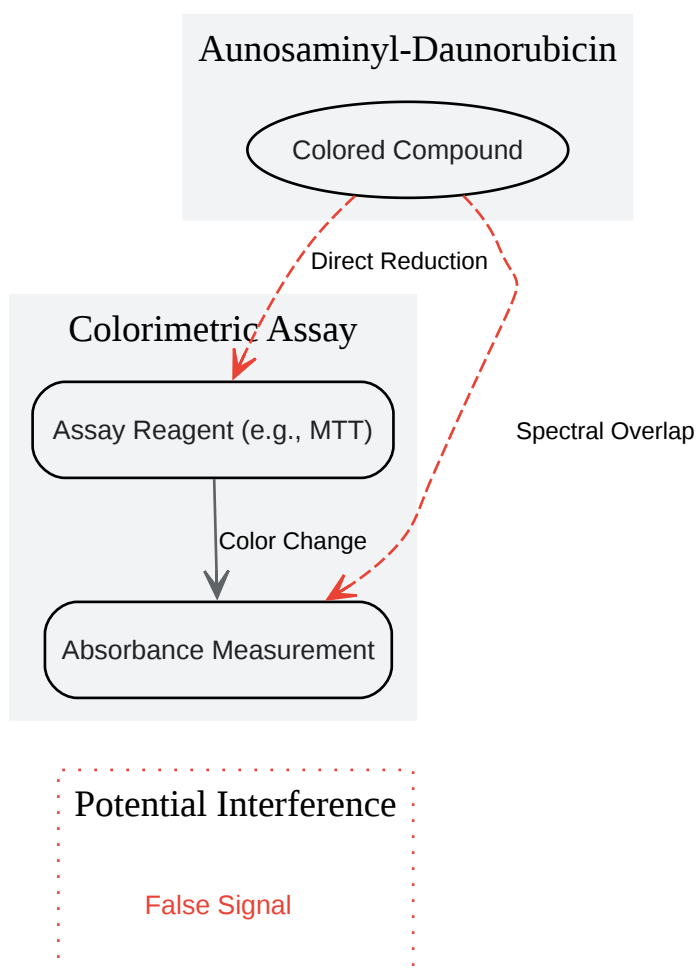 Aunosaminyl-Daunorubicin
Colored Compound
Direct Reduction
Colorimetric Assay
Assay Reagent (e.g., MTT)
Spectral Overlap
Color Change
Absorbance Measurement
Potential Interference
False Signal